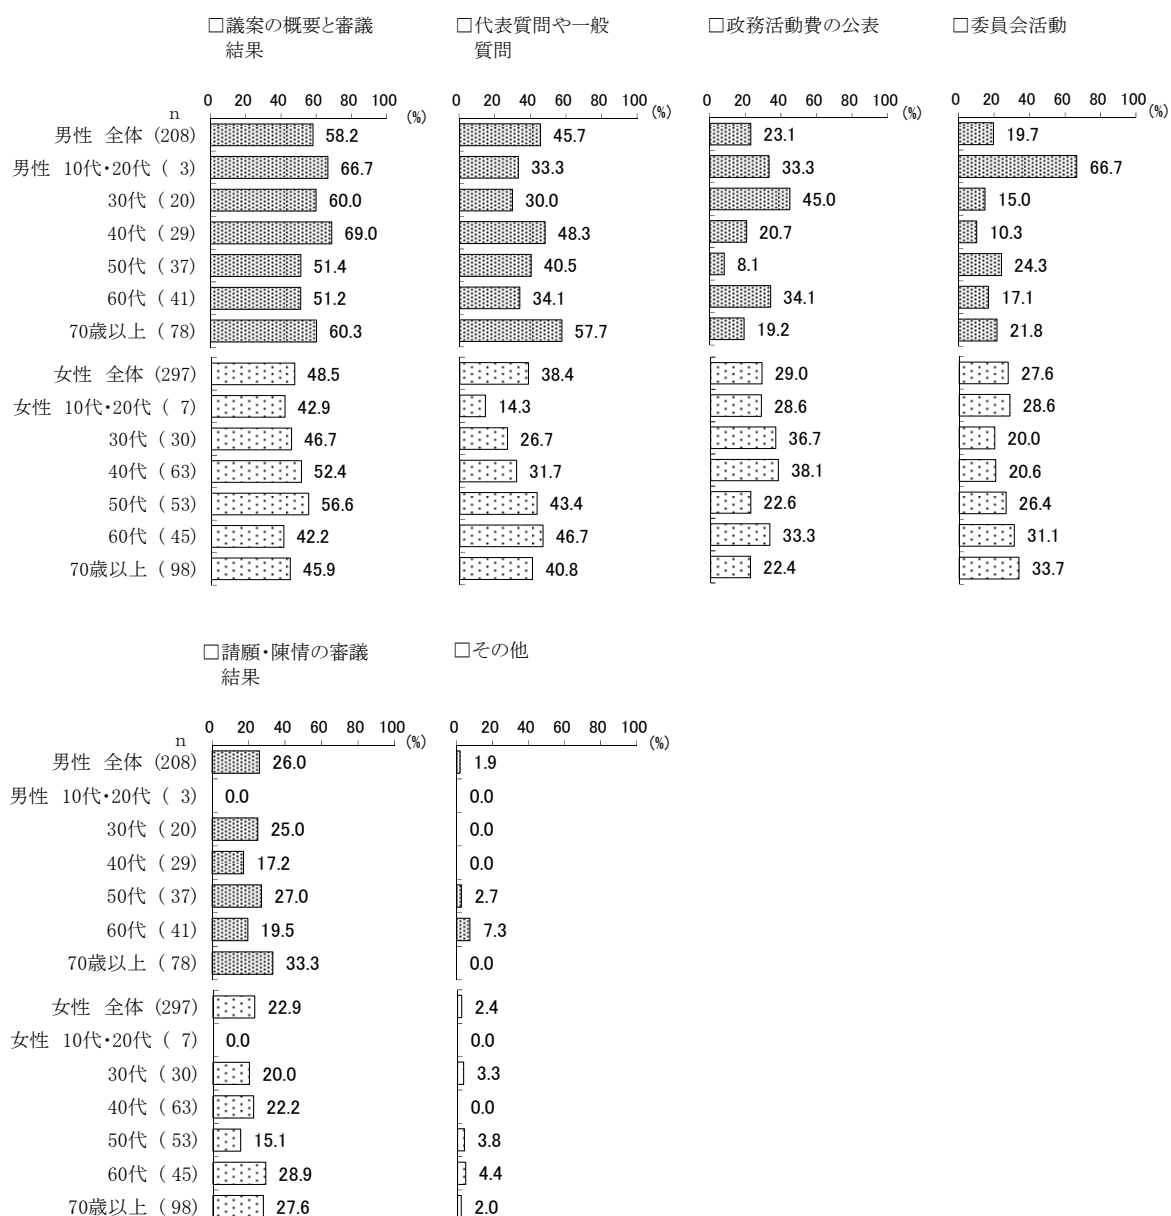 □議案の概要と審議
結果
□代表質問や一般
質問
□政務活動費の公表
□委員会活動
n 0 20 40 60 80 100 (%) 0 20 40 60 80 100 (%) 0 20 40 60 80 100 (%) 0 20 40 60 80 100 (%)
男性 全体 (208) 58.2 45.7 23.1 19.7
男性 10代・20代 ( 3) 66.7 33.3 33.3 66.7
30代 ( 20) 60.0 30.0 45.0 15.0
40代 ( 29) 69.0 48.3 20.7 10.3
50代 ( 37) 51.4 40.5 8.1 24.3
60代 ( 41) 51.2 34.1 34.1 17.1
70歳以上 ( 78) 60.3 57.7 19.2 21.8
女性 全体 (297) 48.5 38.4 29.0 27.6
女性 10代・20代 ( 7) 42.9 14.3 28.6 28.6
30代 ( 30) 46.7 26.7 36.7 20.0
40代 ( 63) 52.4 31.7 38.1 20.6
50代 ( 53) 56.6 43.4 22.6 26.4
60代 ( 45) 42.2 46.7 33.3 31.1
70歳以上 ( 98) 45.9 40.8 22.4 33.7
□請願・陳情の審議
結果
□その他
n 0 20 40 60 80 100 (%) 0 20 40 60 80 100 (%)
男性 全体 (208) 26.0 1.9
男性 10代・20代 ( 3) 0.0 0.0
30代 ( 20) 25.0 0.0
40代 ( 29) 17.2 0.0
50代 ( 37) 27.0 2.7
60代 ( 41) 19.5 7.3
70歳以上 ( 78) 33.3 0.0
女性 全体 (297) 22.9 2.4
女性 10代・20代 ( 7) 0.0 0.0
30代 ( 30) 20.0 3.3
40代 ( 63) 22.2 0.0
50代 ( 53) 15.1 3.8
60代 ( 45) 28.9 4.4
70歳以上 ( 98) 27.6 2.0